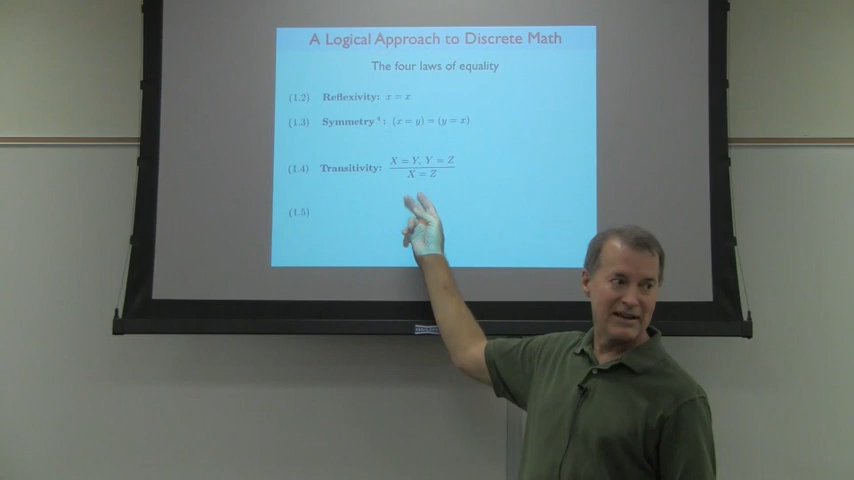 A Logical Approach to Discrete Math
The four laws of equality
(1.2) Reflexivity: x = x
(1.3) Symmetry⁴: (x = y) = (y = x)
(1.4) Transitivity: X = Y, Y = Z
X = Z
(1.5)